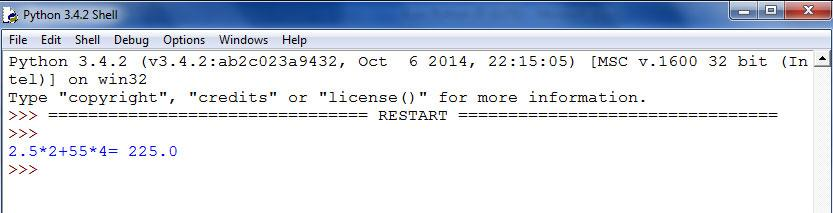 Python 3.4.2 Shell
File Edit Shell Debug Options Windows Help
Python 3.4.2 (v3.4.2:ab2c023a9432, Oct  6 2014, 22:15:05) [MSC v.1600 32 bit (In
tel)] on win32
Type "copyright", "credits" or "license()" for more information.
>>> ================================ RESTART ================================
>>>
2.5*2+55*4= 225.0
>>>